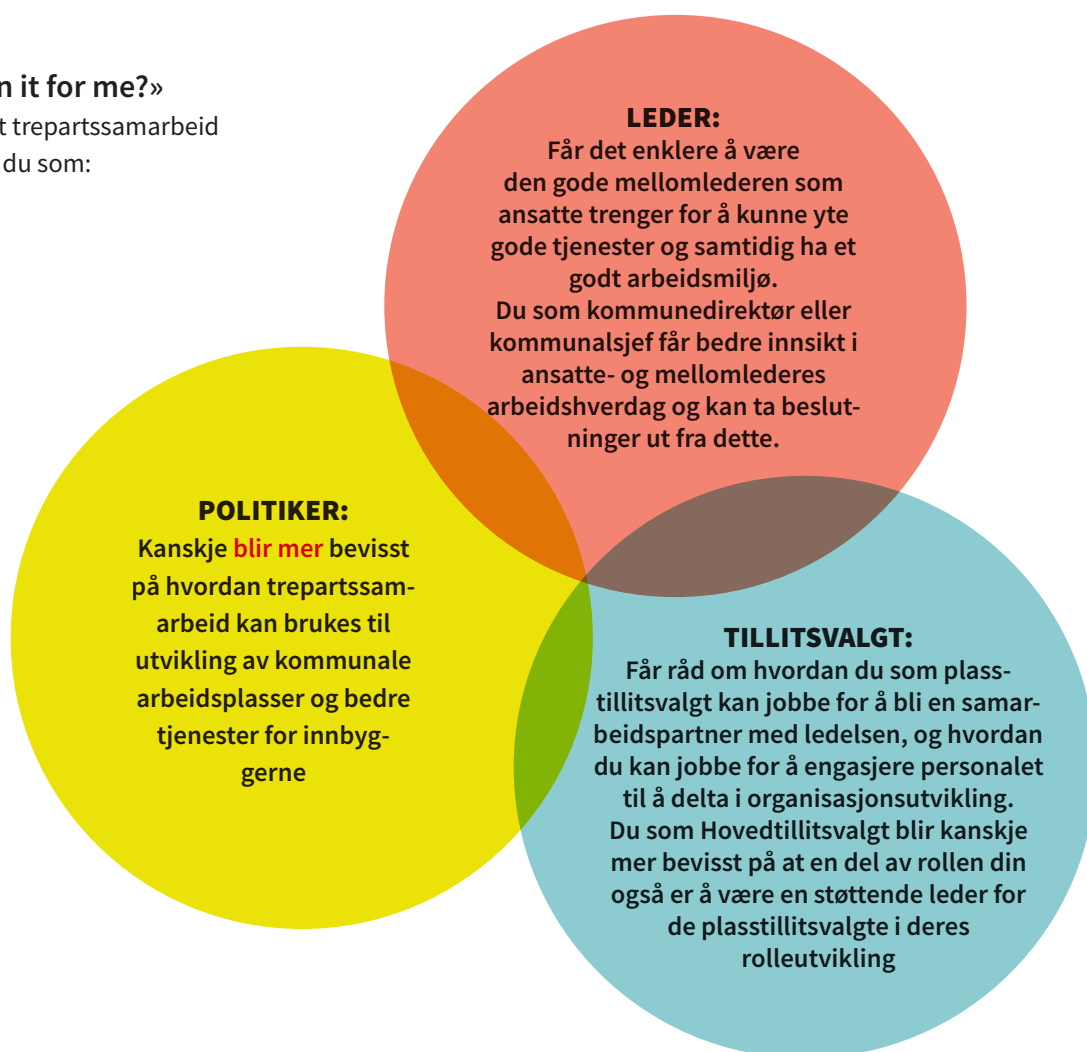 n it for me?»
t trepartssamarbeid
du som:
LEDER:
Får det enklere å være
den gode mellomlederen som
ansatte trenger for å kunne yte
gode tjenester og samtidig ha et
godt arbeidsmiljø.
Du som kommunedirektør eller
kommunalsjef får bedre innsikt i
ansatte- og mellomlederes
arbeidshverdag og kan ta beslut-
ninger ut fra dette.
POLITIKER:
Kanskje blir mer bevisst
på hvordan trepartssam-
arbeid kan brukes til
utvikling av kommunale
arbeidsplasser og bedre
tjenester for innbyg-
gerne
TILLITSVALGT:
Får råd om hvordan du som plass-
tillitsvalgt kan jobbe for å bli en samar-
beidspartner med ledelsen, og hvordan
du kan jobbe for å engasjere personalet
til å delta i organisasjonsutvikling.
Du som Hovedtillitsvalgt blir kanskje
mer bevisst på at en del av rollen din
også er å være en støttende leder for
de plasstillitsvalgte i deres
rolleutvikling